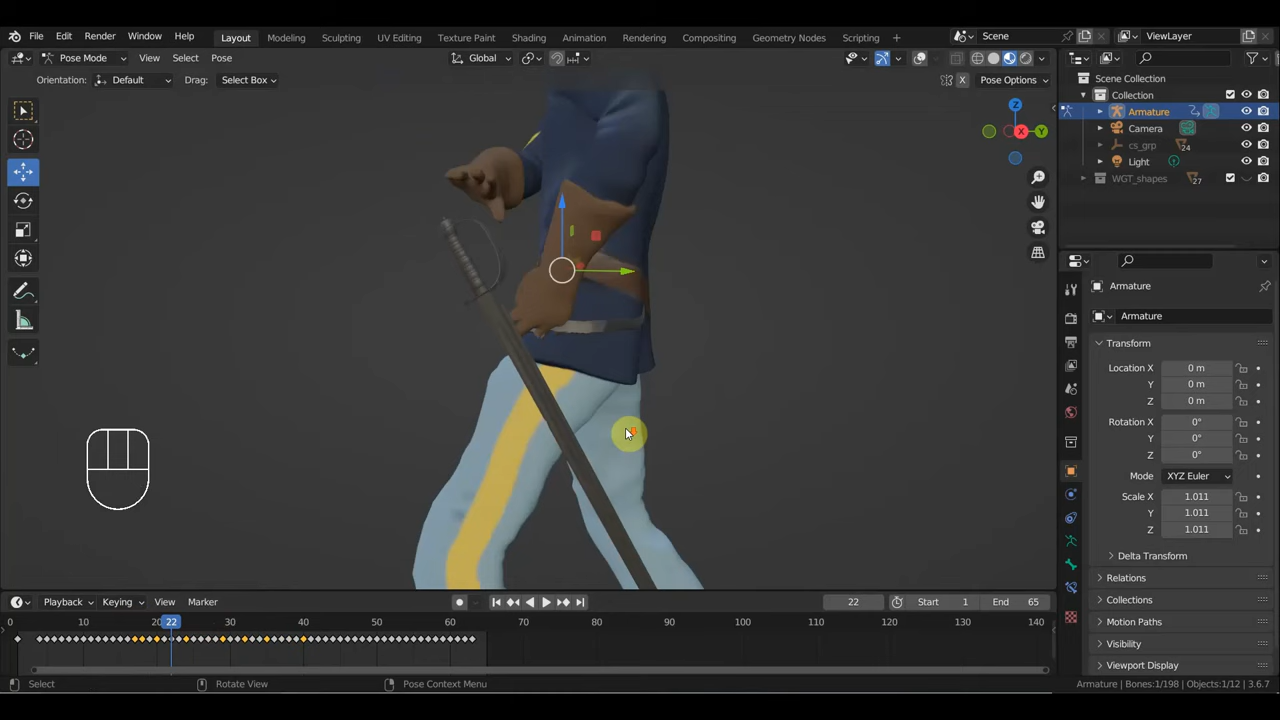 File Edit Render Window Help Layout Modeling Sculpting UV Editing Texture Paint Shading Animation Rendering Compositing Geometry Nodes Scripting + Scene ViewLayer
Pose Mode View Select Pose Global
Orientation: Default Drag: Select Box X Pose Options
Scene Collection
Collection
Armature
Camera
cs_grp 24
Light
WGT_shapes 27
Z
X
Y
Armature
Armature
Transform
Location X 0 m
Y 0 m
Z 0 m
Rotation X 0°
Y 0°
Z 0°
Mode XYZ Euler
Scale X 1.011
Y 1.011
Z 1.011
Delta Transform
Relations
Collections
Motion Paths
Visibility
Viewport Display
Playback Keying View Marker 22 Start 1 End 65
0 10 22 30 40 50 60 70 80 90 100 110 120 130 140
Select Rotate View Pose Context Menu Armature | Bones:1/198 | Objects:1/12 | 3.6.7